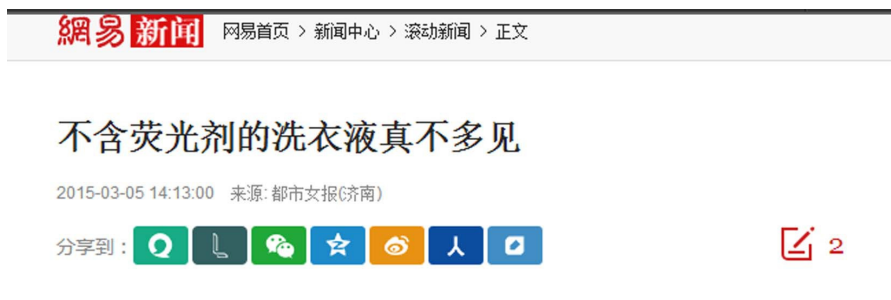 網易新闻 网易首页 > 新闻中心 > 滚动新闻 > 正文
不含荧光剂的洗衣液真不多见
2015-03-05 14:13:00 来源: 都市女报(济南)
分享到: 人 2